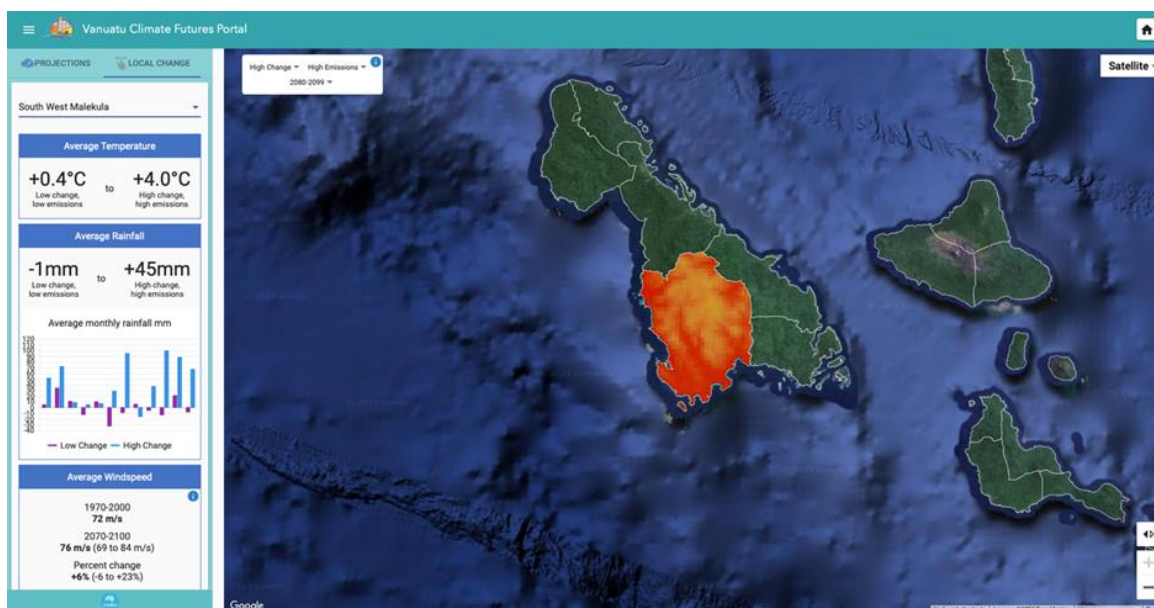 Vanuatu Climate Futures Portal
PROJECTIONS
LOCAL CHANGE
South West Malekula
Average Temperature
+0.4°C to +4.0°C
Low change, High change,
low emissions high emissions
Average Rainfall
-1mm to +45mm
Low change, High change,
low emissions high emissions
Average monthly rainfall mm
120
Low Change High Change
Average Windspeed
1970-2000
72 m/s
2070-2100
76 m/s (69 to 84 m/s)
Percent change
+6% (-6 to +23%)
High Change High Emissions
2080-2099
Satellite
Google